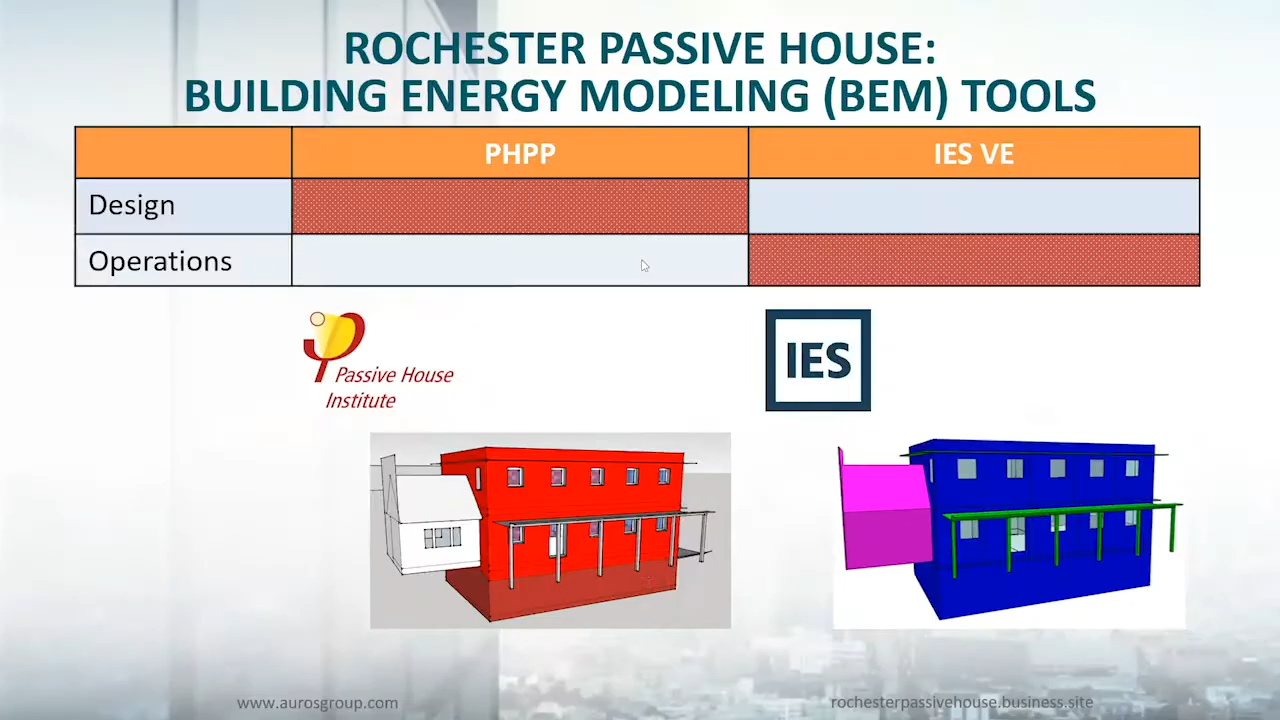 ROCHESTER PASSIVE HOUSE:
BUILDING ENERGY MODELING (BEM) TOOLS
PHPP
IES VE
Design
Operations
Passive House
Institute
IES
www.aurosgroup.com
rochesterpassivehouse.business.site